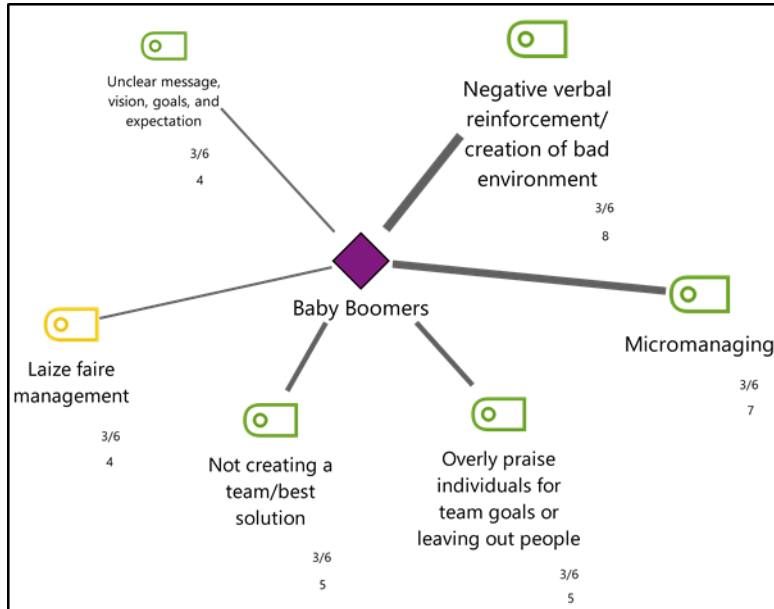 Unclear message,
vision, goals, and
expectation
3/6
4
Negative verbal
reinforcement/
creation of bad
environment
3/6
8
Baby Boomers
Laize faire
management
3/6
4
Micromanaging
3/6
7
Not creating a
team/best
solution
3/6
5
Overly praise
individuals for
team goals or
leaving out people
3/6
5